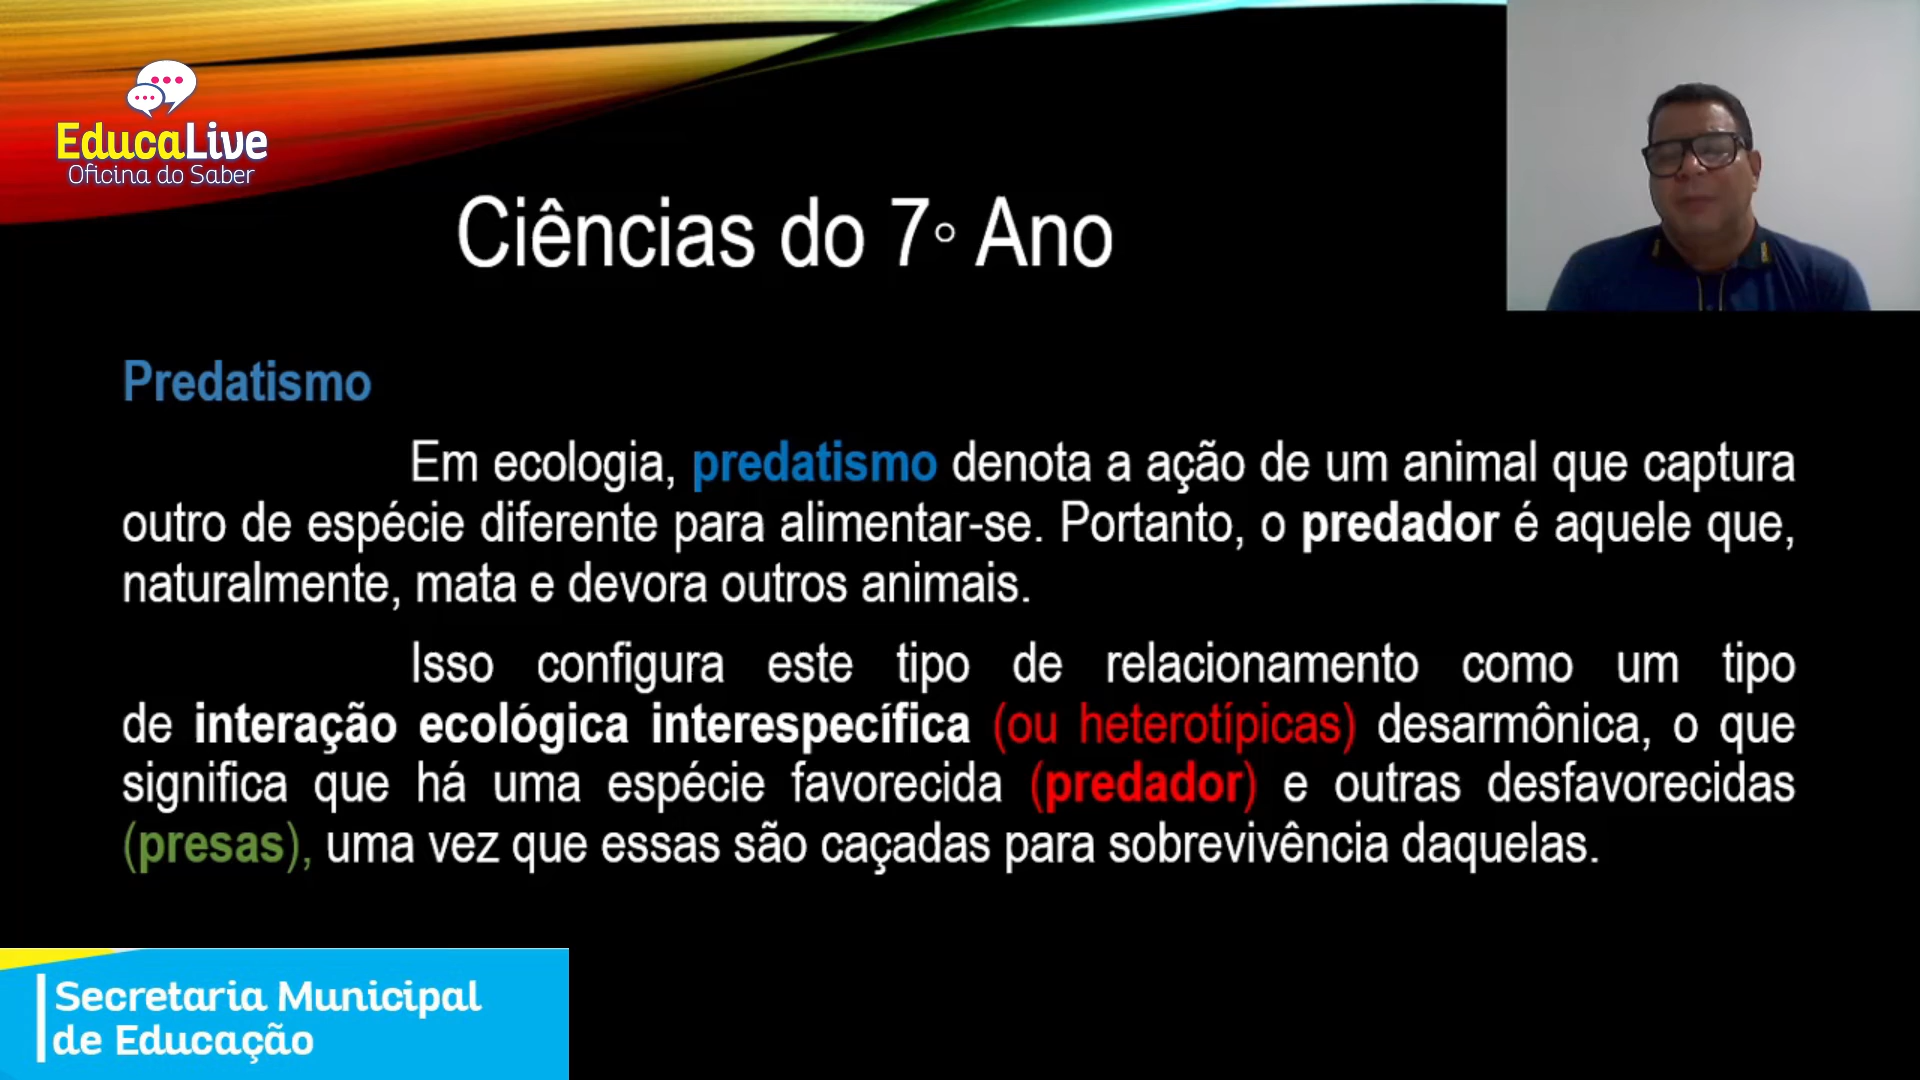 EducaLive
Oficina do Saber
Ciências do 7° Ano
Predatismo
Em ecologia, predatismo denota a ação de um animal que captura
outro de espécie diferente para alimentar-se. Portanto, o predador é aquele que,
naturalmente, mata e devora outros animais.
Isso configura este tipo de relacionamento como um tipo
de interação ecológica interespecífica (ou heterotípicas) desarmônica, o que
significa que há uma espécie favorecida (predador) e outras desfavorecidas
(presas), uma vez que essas são caçadas para sobrevivência daquelas.
Secretaria Municipal
de Educação